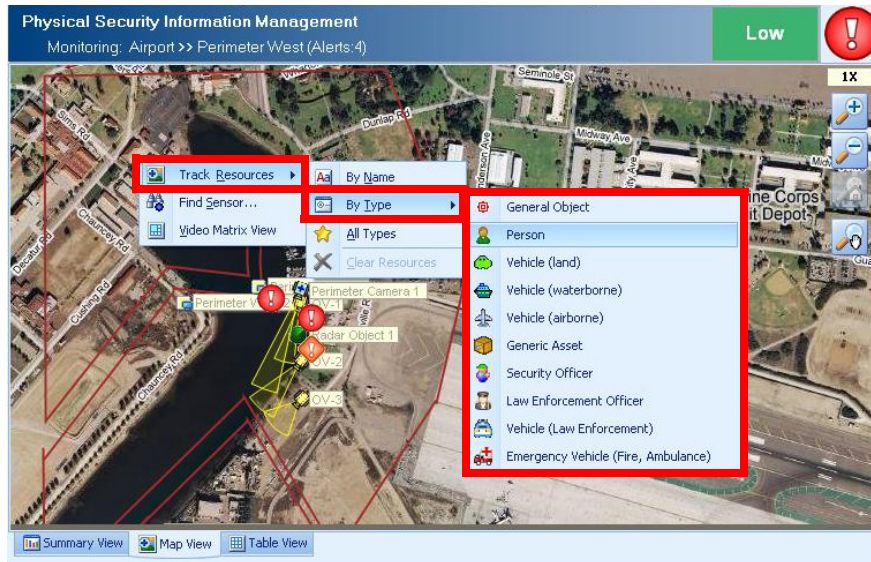 Physical Security Information Management
Monitoring: Airport >> Perimeter West (Alerts:4)
Low
1X
Seminole St
Sims Rd
Dunlap Rd
Midway Ave
Anderson Ave
Track Resources
Find Sensor...
Video Matrix View
By Name
By Type
All Types
Clear Resources
General Object
Person
Vehicle (land)
Vehicle (waterborne)
Vehicle (airborne)
Generic Asset
Security Officer
Law Enforcement Officer
Vehicle (Law Enforcement)
Emergency Vehicle (Fire, Ambulance)
Chauncey Rd
Decatur Rd
Cushing Rd
Chauncey Rd
Perimeter Camera 1
OV-1
Radar Object 1
OV-2
OV-3
Summary View
Map View
Table View